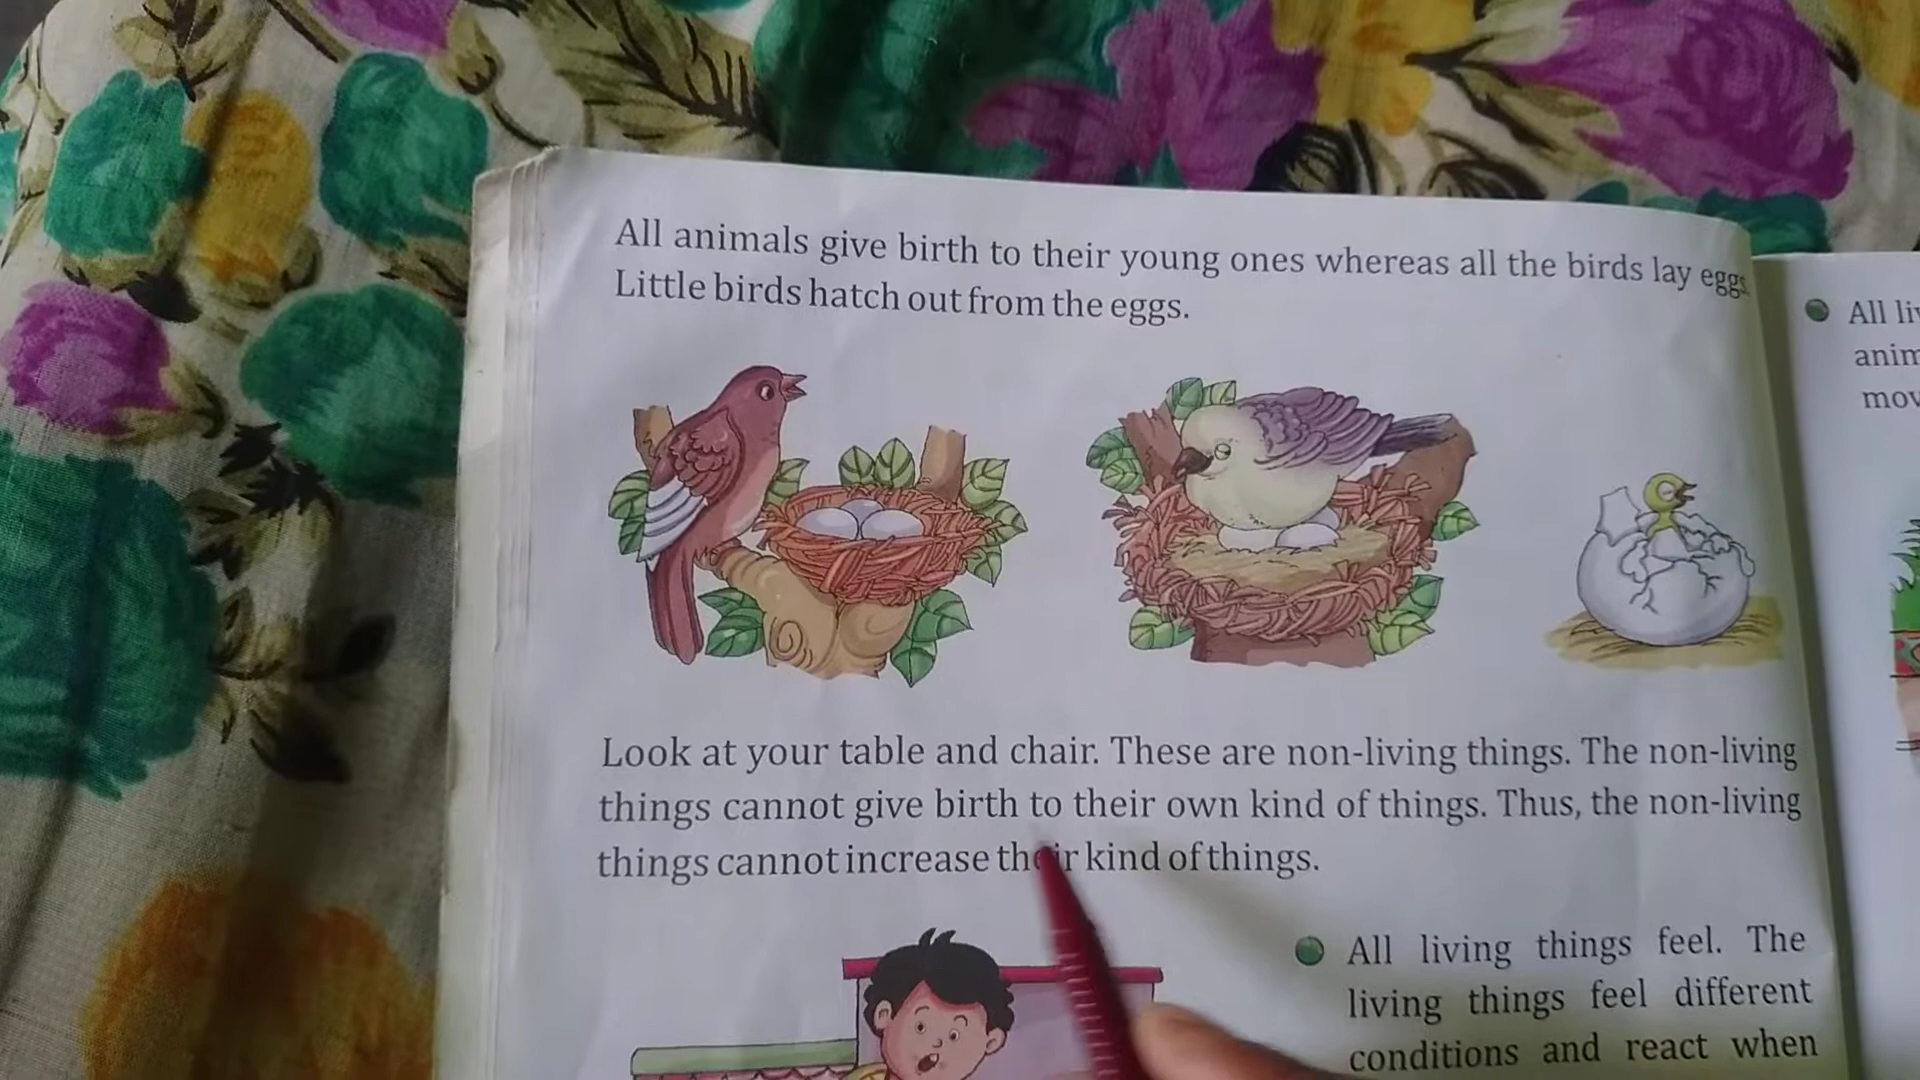 All animals give birth to their young ones whereas all the birds lay eggs
Little birds hatch out from the eggs.
Look at your table and chair. These are non-living things. The non-living
things cannot give birth to their own kind of things. Thus, the non-living
things cannot increase their kind of things.
All living things feel. The
living things feel different
conditions and react when
All